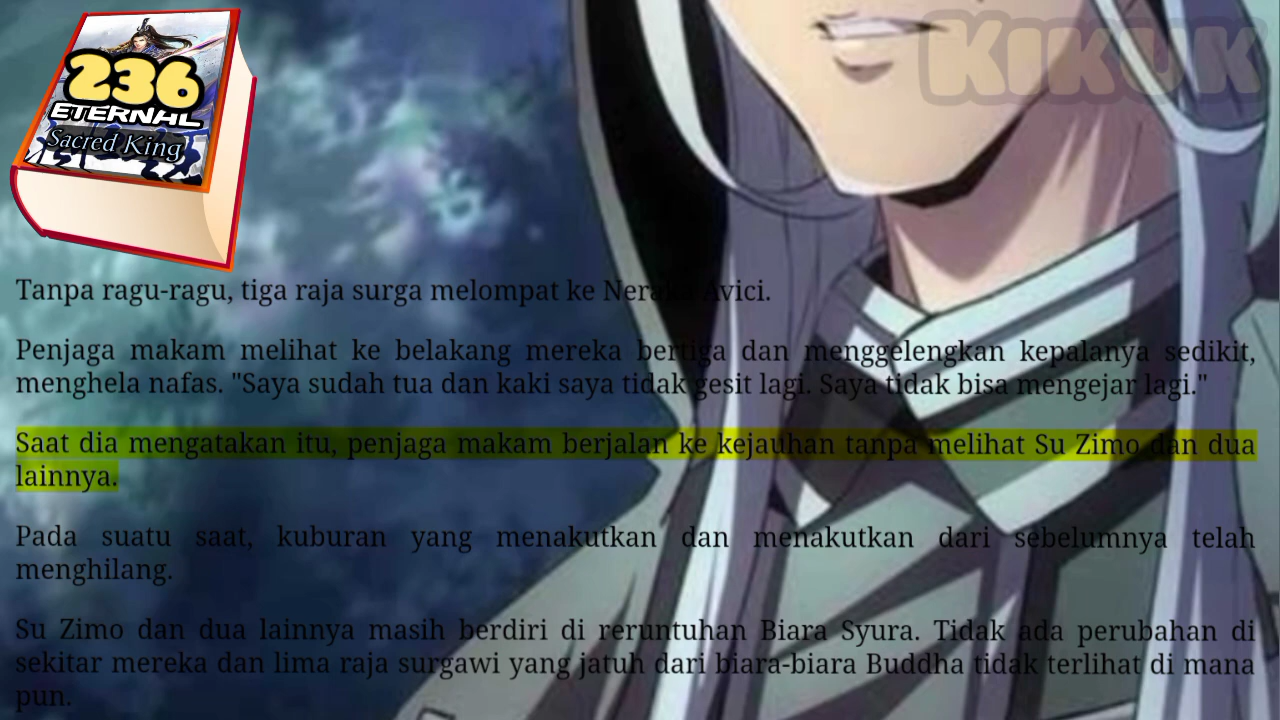 KIKUK
236
ETERNAL
Sacred King
Tanpa ragu-ragu, tiga raja surga melompat ke Neraka Avici.
Penjaga makam melihat ke belakang mereka bertiga dan menggelengkan kepalanya sedikit,
menghela nafas. "Saya sudah tua dan kaki saya tidak gesit lagi. Saya tidak bisa mengejar lagi."
Saat dia mengatakan itu, penjaga makam berjalan ke kejauhan tanpa melihat Su Zimo dan dua
lainnya.
Pada suatu saat, kuburan yang menakutkan dan menakutkan dari sebelumnya telah
menghilang.
Su Zimo dan dua lainnya masih berdiri di reruntuhan Biara Syura. Tidak ada perubahan di
sekitar mereka dan lima raja surgawi yang jatuh dari biara-biara Buddha tidak terlihat di mana
pun.